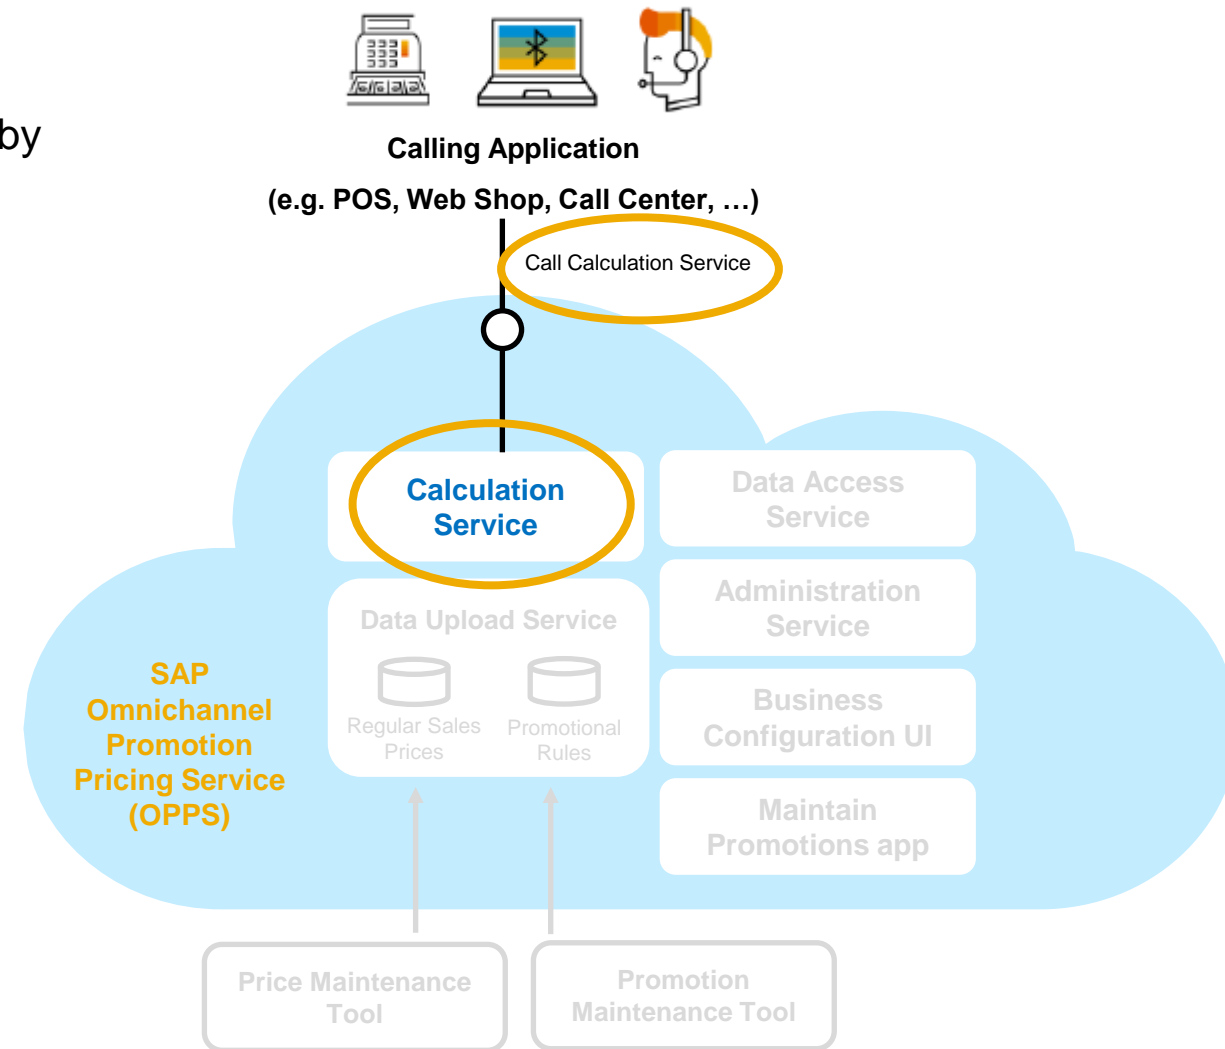 by
Calling Application
(e.g. POS, Web Shop, Call Center, …)
Call Calculation Service
Calculation
Service
Data Access
Service
Data Upload Service
Regular Sales
Prices
Promotional
Rules
Administration
Service
Business
Configuration UI
Maintain
Promotions app
SAP
Omnichannel
Promotion
Pricing Service
(OPPS)
Price Maintenance
Tool
Promotion
Maintenance Tool